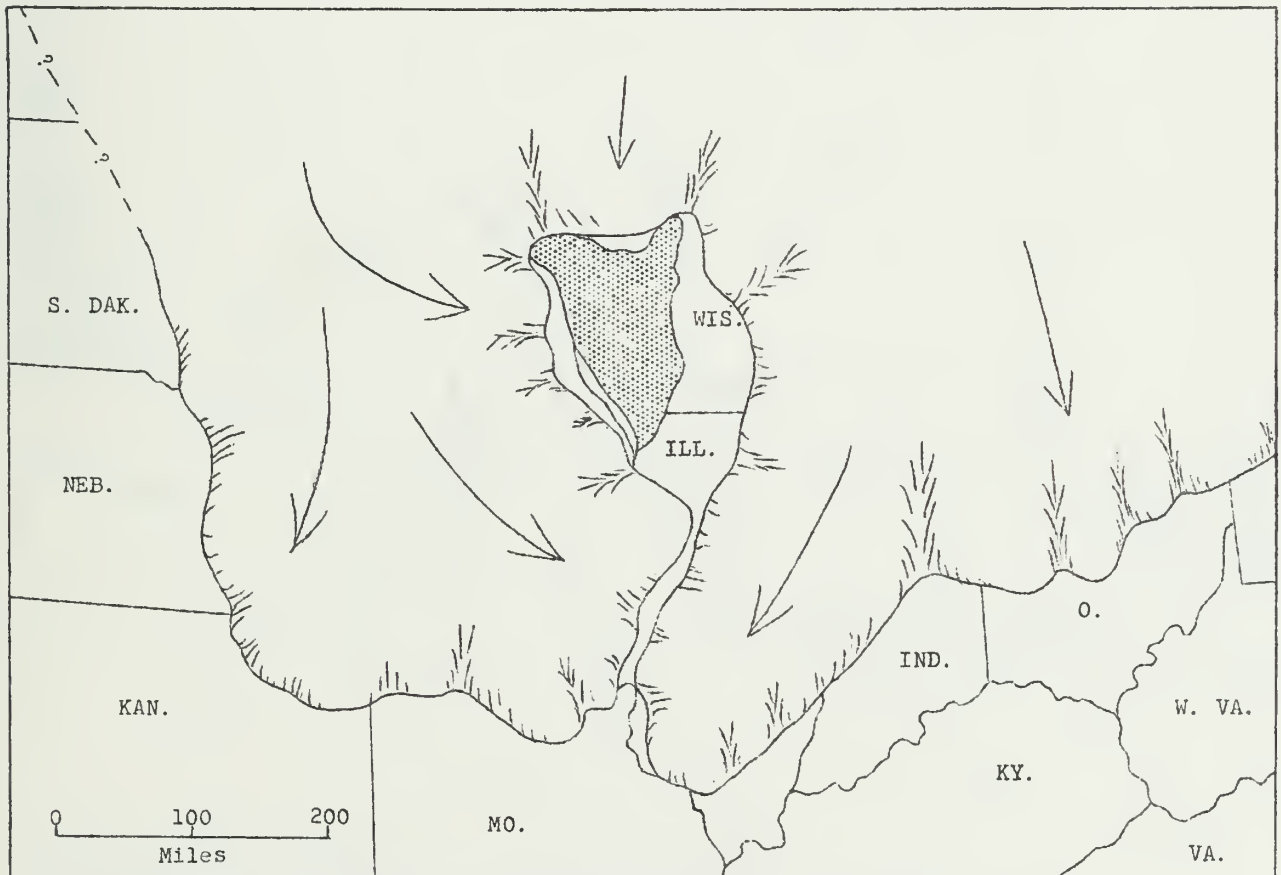 ?
?
S. DAK.
WIS.
ILL.
NEB.
O.
IND.
KAN.
W. VA.
KY.
0 100 200
Miles
MO.
VA.